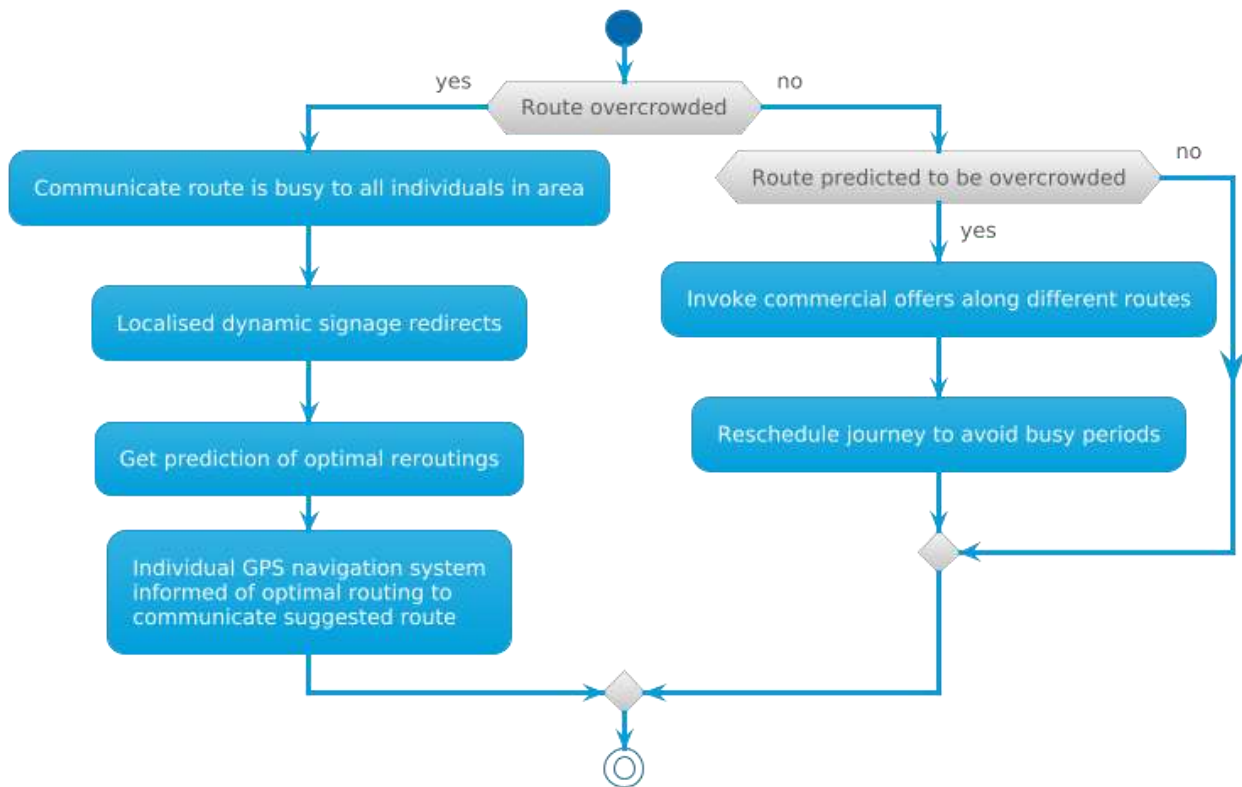 yes
no
Route overcrowded
Communicate route is busy to all individuals in area
Route predicted to be overcrowded
no
yes
Localised dynamic signage redirects
Invoke commercial offers along different routes
Get prediction of optimal reroutings
Reschedule journey to avoid busy periods
Individual GPS navigation system
informed of optimal routing to
communicate suggested route